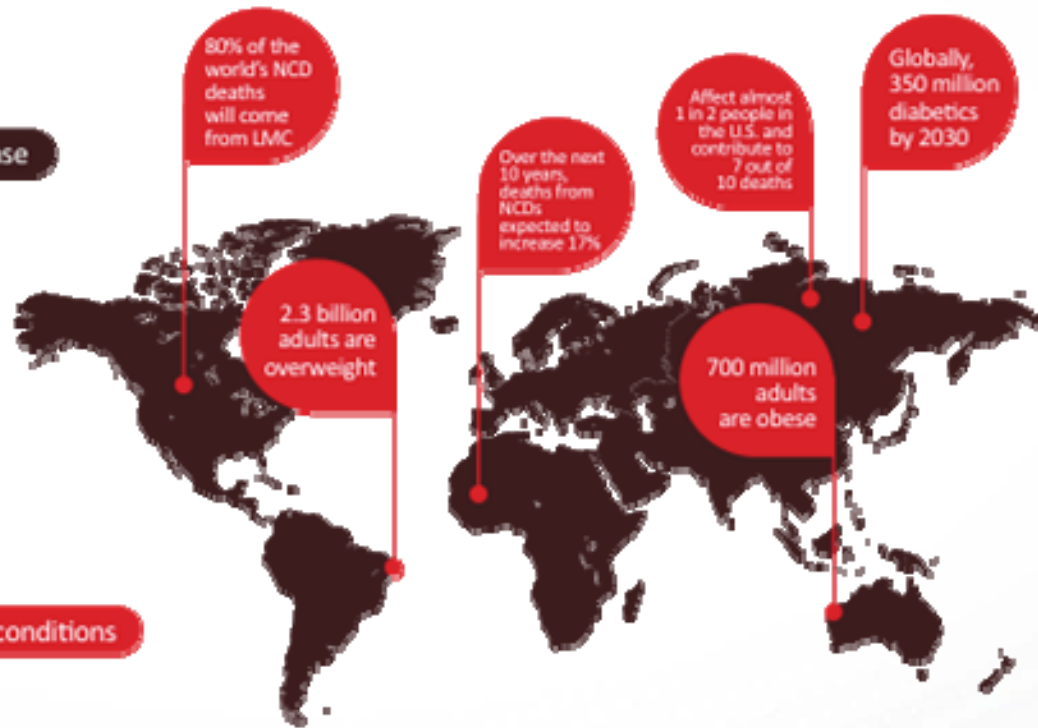 80% of the
world's NCD
deaths
will come
from LMC
Over the next
10 years,
deaths from
NCDs
expected to
increase 17%
Affect almost
1 in 2 people in
the U.S. and
contribute to
7 out of
10 deaths
Globally,
350 million
diabetics
by 2030
2.3 billion
adults are
overweight
700 million
adults
are obese
conditions